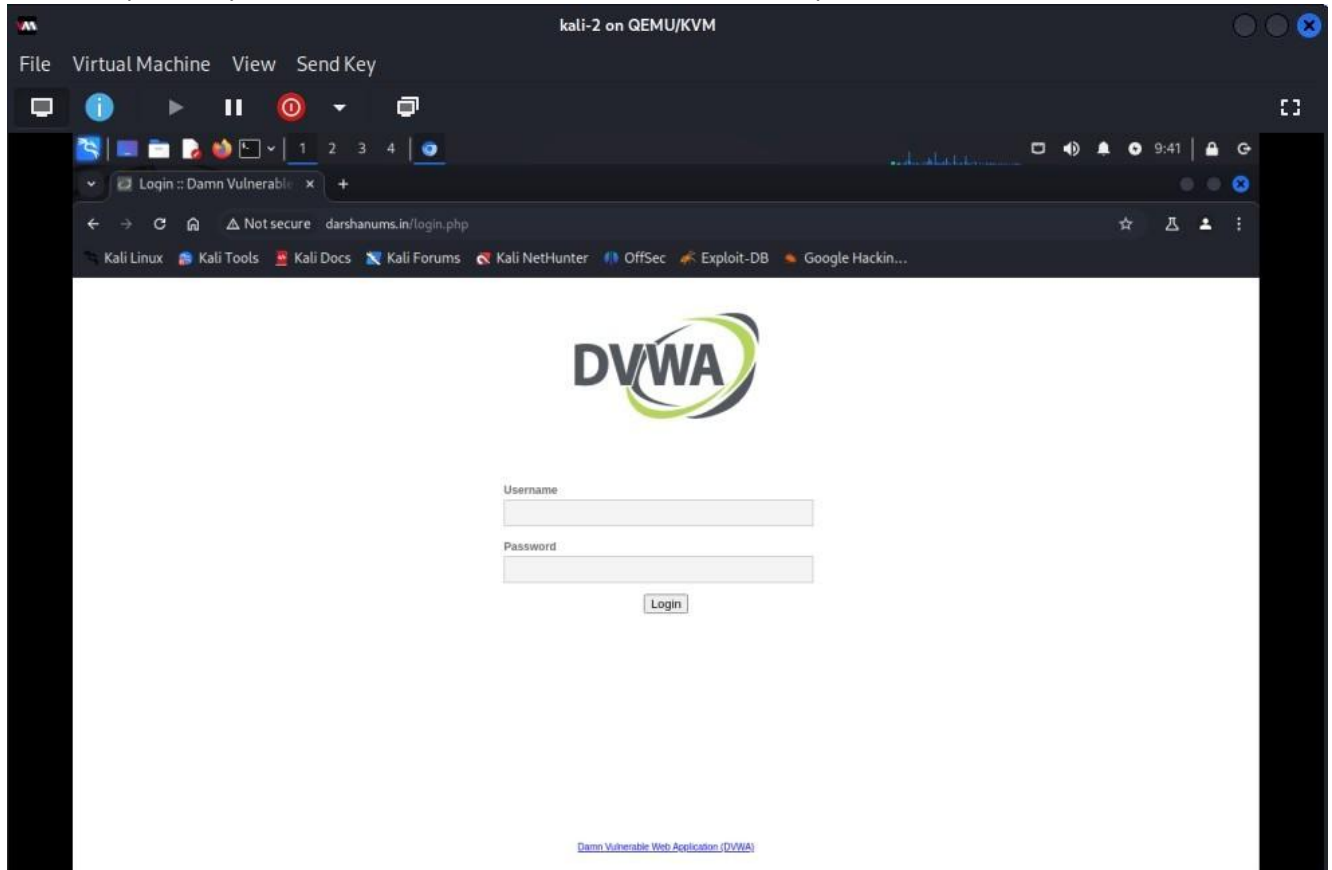 kali-2 on QEMU/KVM
File Virtual Machine View Send Key
1 2 3 4 9:41
Login :: Damn Vulnerable
Not secure darshanums.in/login.php
Kali Linux Kali Tools Kali Docs Kali Forums Kali NetHunter OffSec Exploit-DB Google Hackin...
DVWA
Username
Password
Login
Damn Vulnerable Web Application (DVWA)